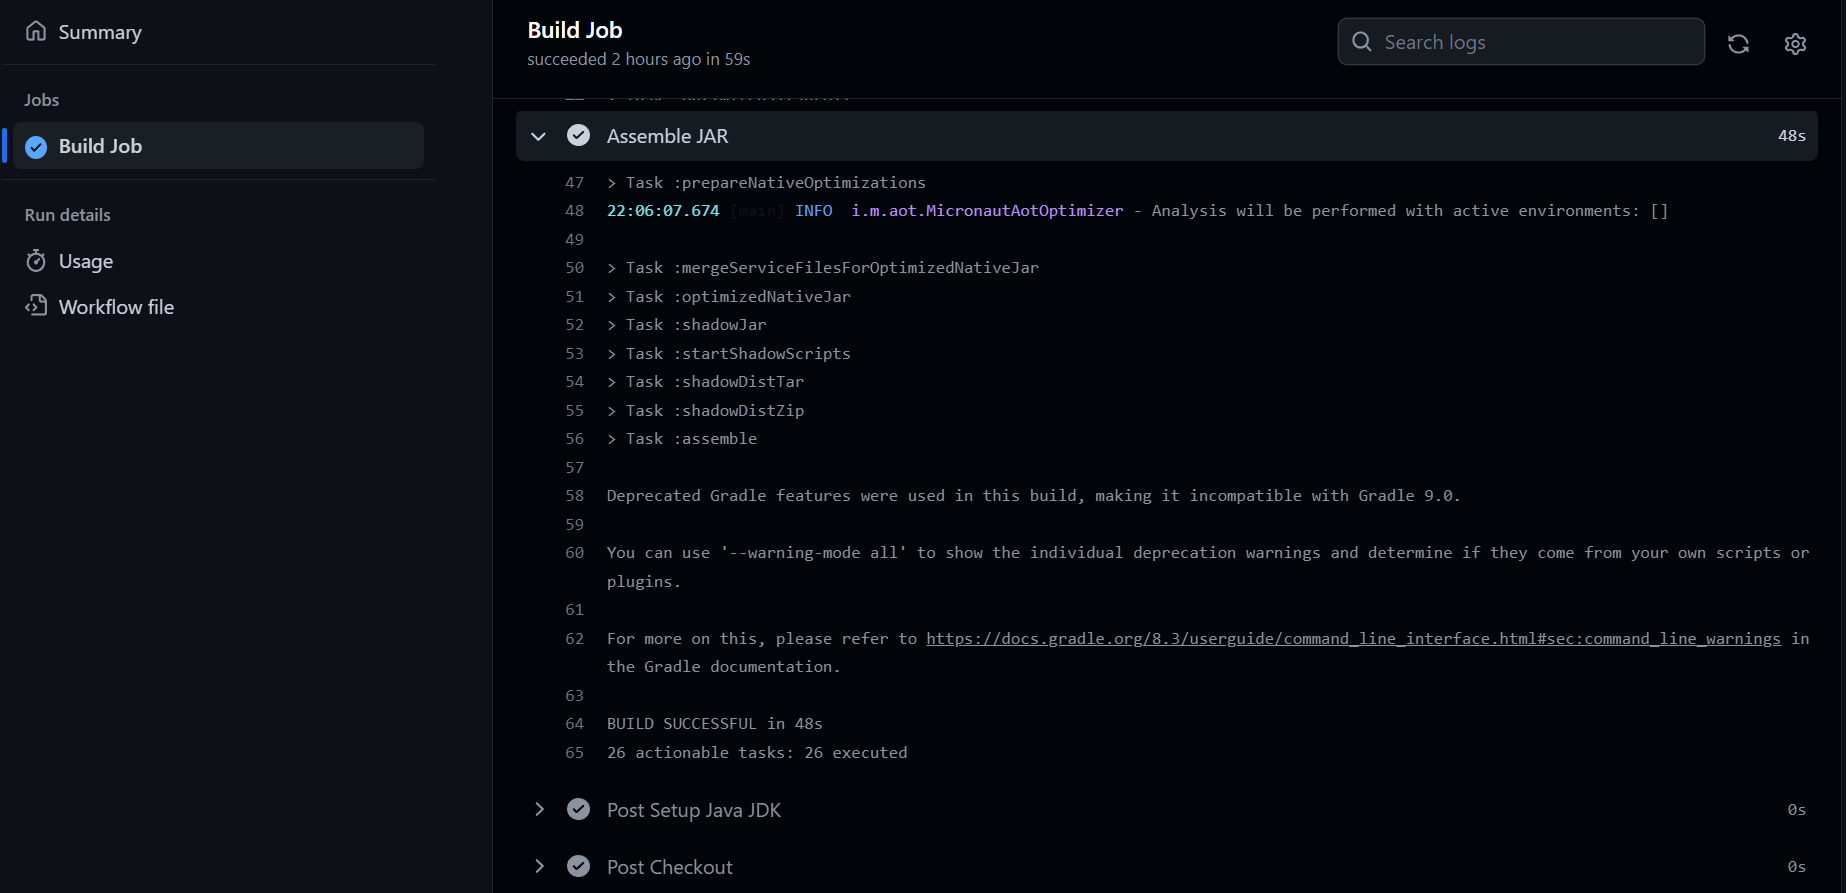 Summary
Jobs
Build Job
Run details
Usage
Workflow file
Build Job
succeeded 2 hours ago in 59s
Search logs
Assemble JAR 48s
47 > Task :prepareNativeOptimizations
48 22:06:07.674 [main] INFO i.m.aot.MicronautAotOptimizer - Analysis will be performed with active environments: []
49
50 > Task :mergeServiceFilesForOptimizedNativeJar
51 > Task :optimizedNativeJar
52 > Task :shadowJar
53 > Task :startShadowScripts
54 > Task :shadowDistTar
55 > Task :shadowDistZip
56 > Task :assemble
57
58 Deprecated Gradle features were used in this build, making it incompatible with Gradle 9.0.
59
60 You can use '--warning-mode all' to show the individual deprecation warnings and determine if they come from your own scripts or
plugins.
61
62 For more on this, please refer to https://docs.gradle.org/8.3/userguide/command_line_interface.html#sec:command_line_warnings in
the Gradle documentation.
63
64 BUILD SUCCESSFUL in 48s
65 26 actionable tasks: 26 executed
Post Setup Java JDK 0s
Post Checkout 0s